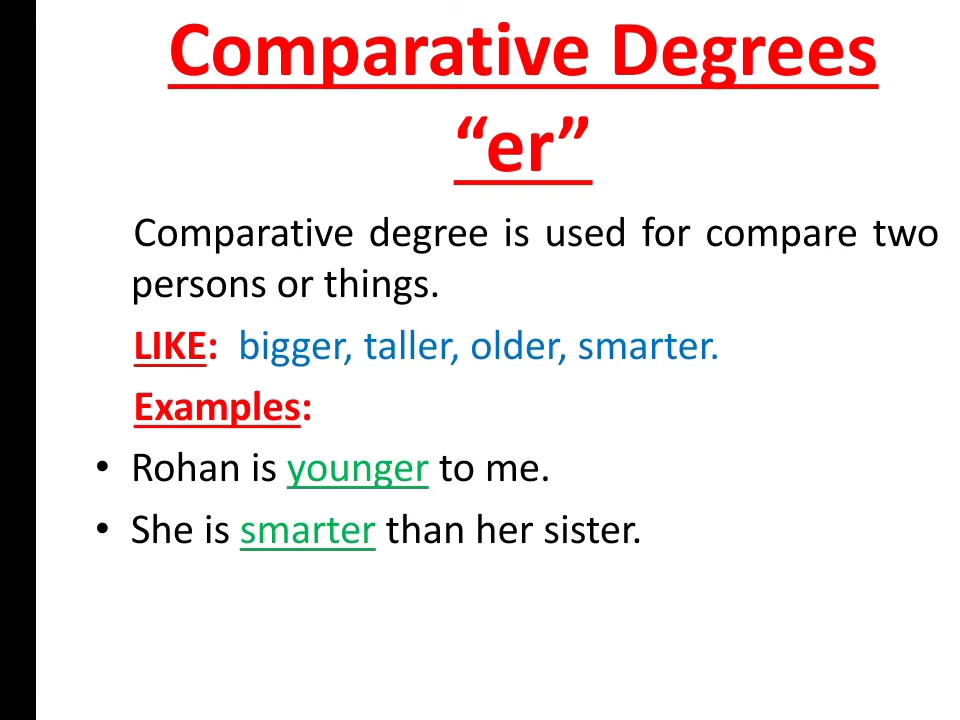 Comparative Degrees
“er”
Comparative degree is used for compare two
persons or things.
LIKE: bigger, taller, older, smarter.
Examples:
• Rohan is younger to me.
• She is smarter than her sister.